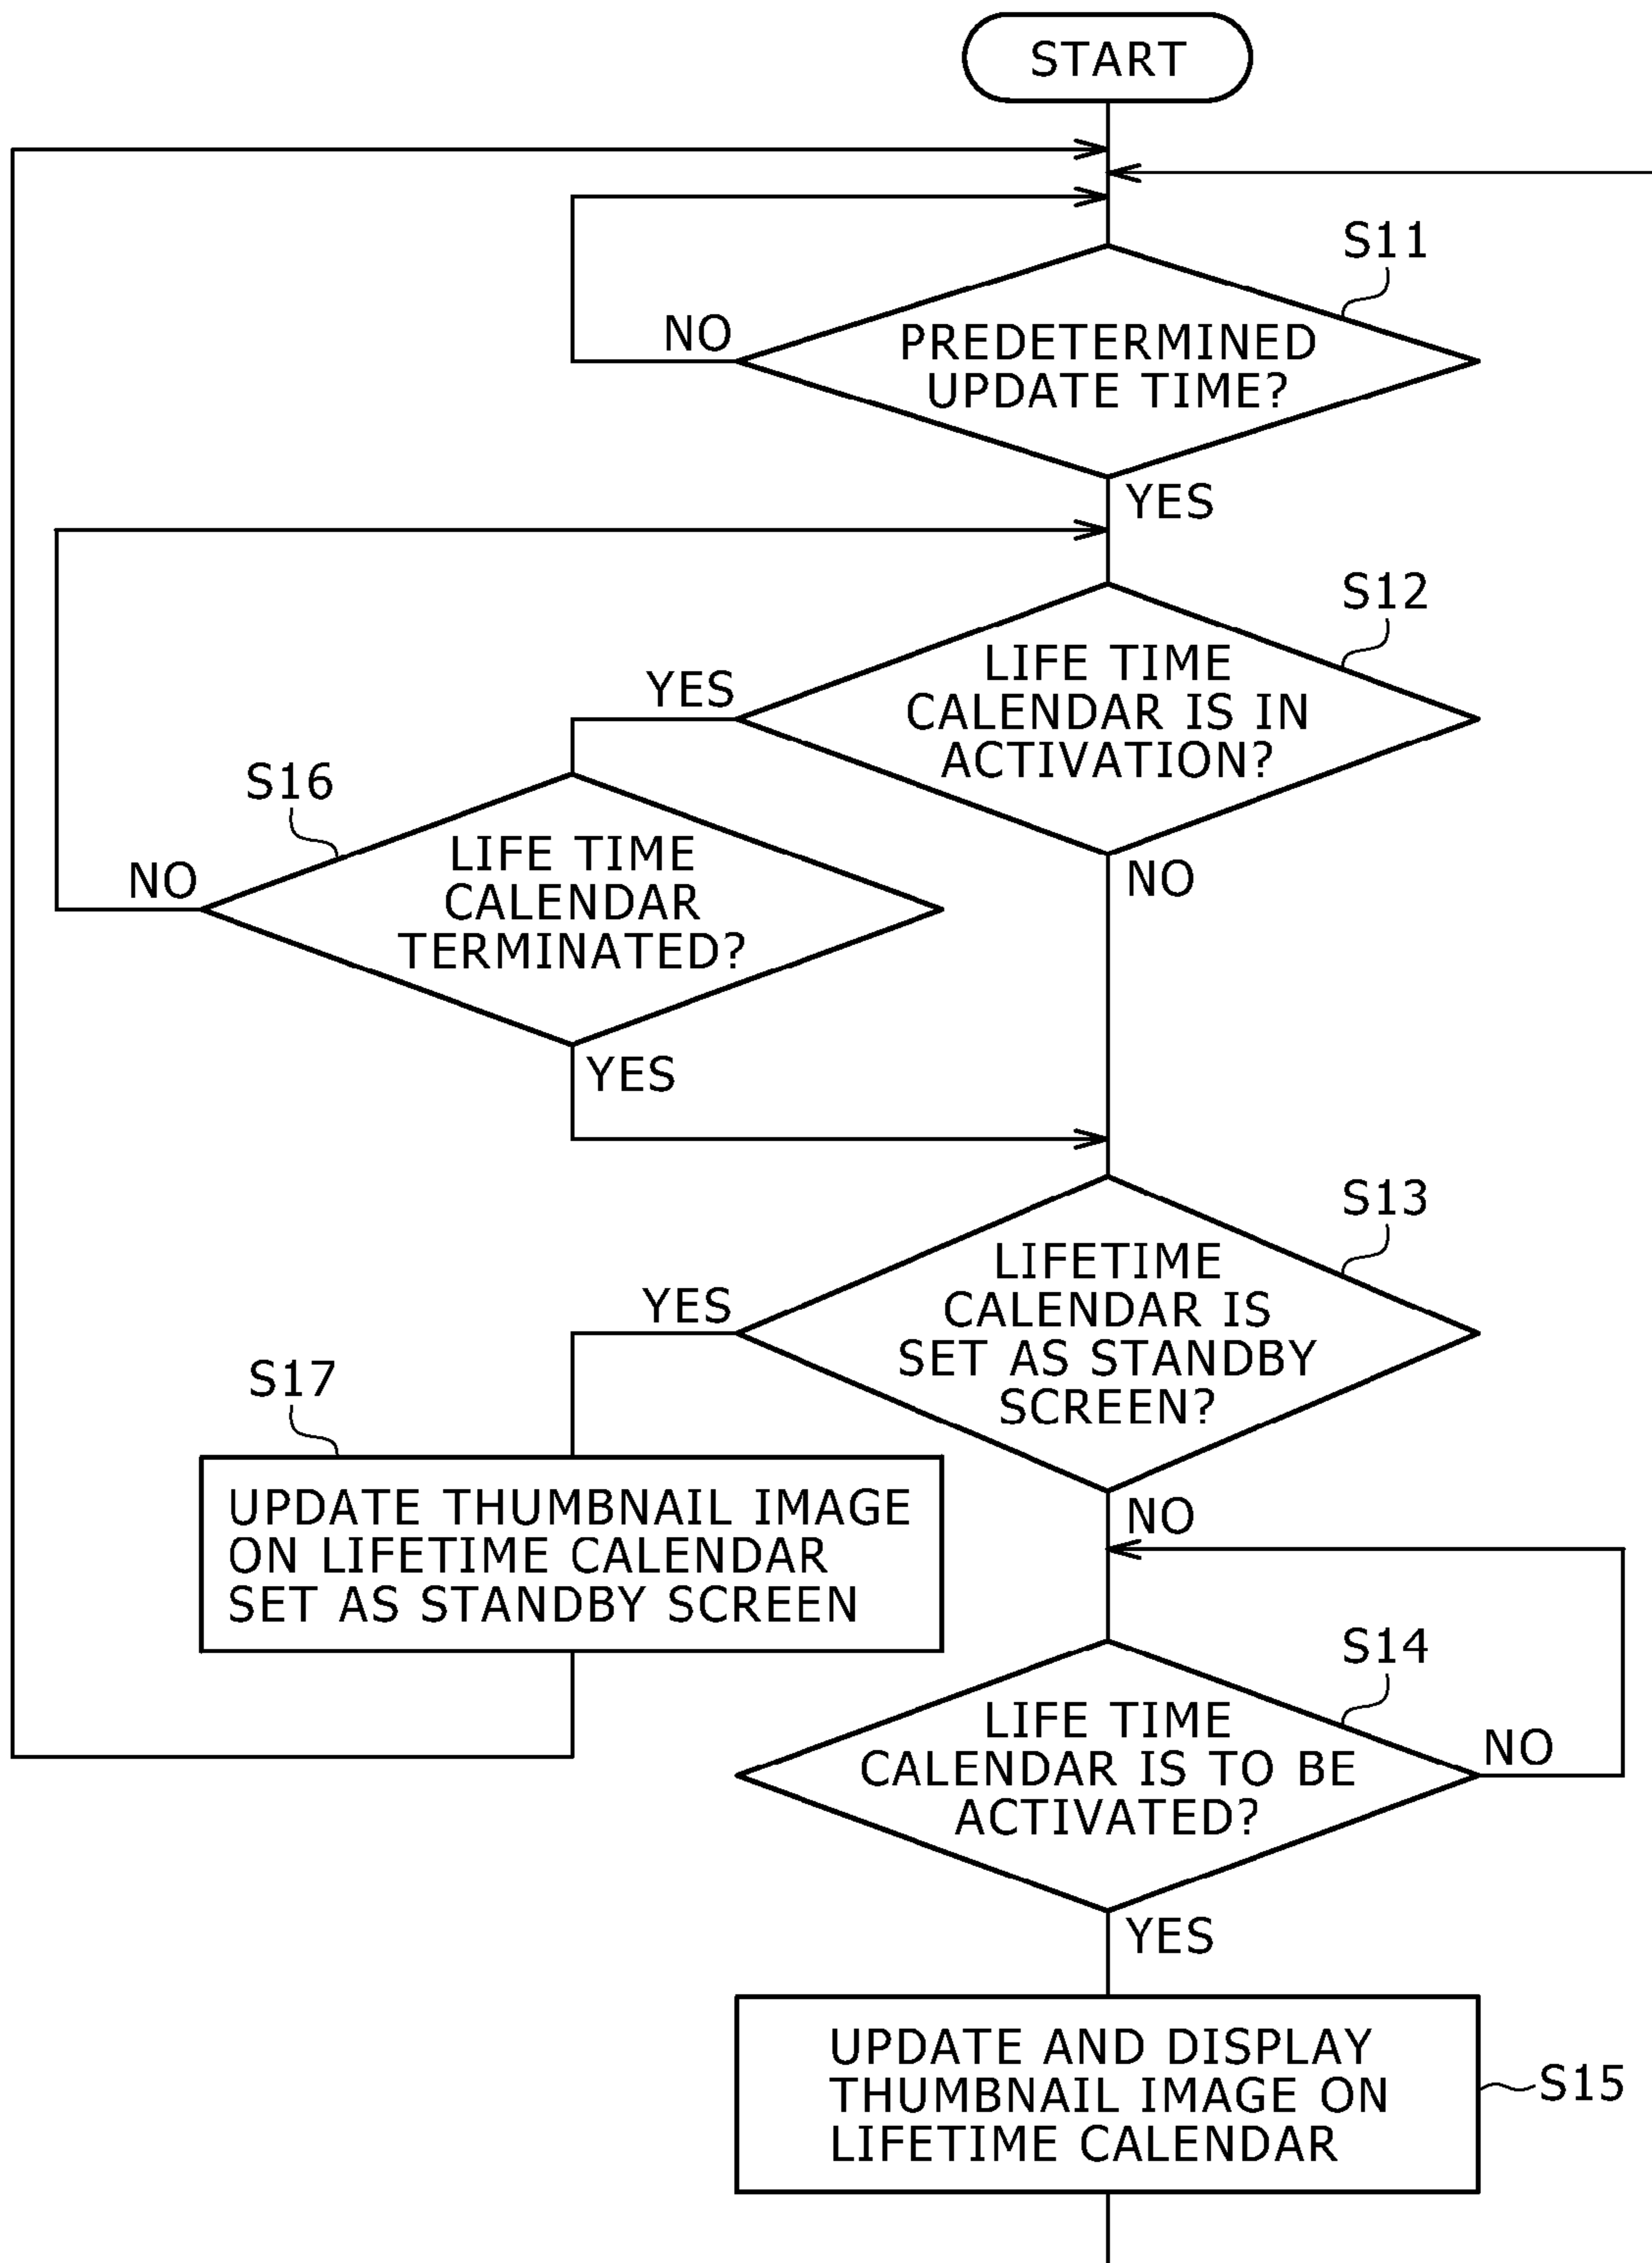 START
S11
NO
PREDETERMINED
UPDATE TIME?
YES
S12
YES
LIFE TIME
CALENDAR IS IN
ACTIVATION?
S16
NO
LIFE TIME
CALENDAR
TERMINATED?
NO
YES
S13
YES
LIFETIME
CALENDAR IS
SET AS STANDBY
SCREEN?
S17
UPDATE THUMBNAIL IMAGE
ON LIFETIME CALENDAR
SET AS STANDBY SCREEN
NO
S14
LIFE TIME
CALENDAR IS TO BE
ACTIVATED?
NO
YES
UPDATE AND DISPLAY
THUMBNAIL IMAGE ON
LIFETIME CALENDAR
S15